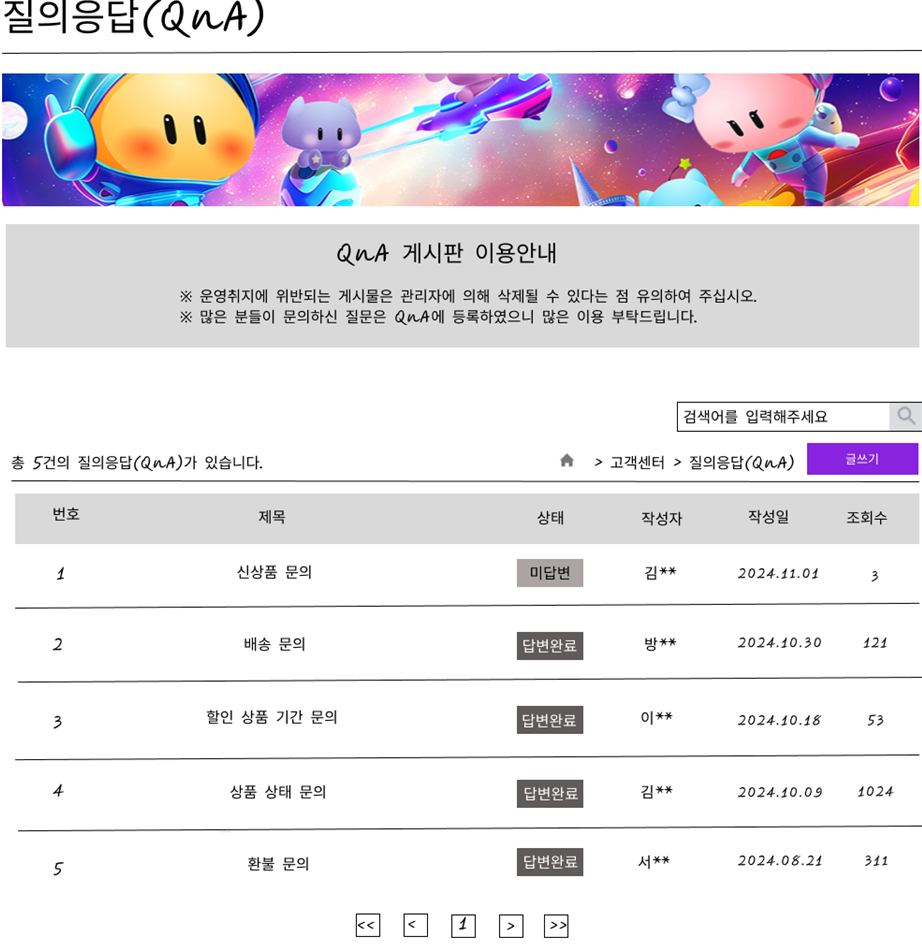 질의응답(QnA)
QnA 게시판 이용안내
※ 운영취지에 위반되는 게시물은 관리자에 의해 삭제될 수 있다는 점 유의하여 주십시오.
※ 많은 분들이 문의하신 질문은 QnA에 등록하였으니 많은 이용 부탁드립니다.
검색어를 입력해주세요
총 5건의 질의응답(QnA)가 있습니다. > 고객센터 > 질의응답(QnA) 글쓰기
번호 제목 상태 작성자 작성일 조회수
1 신상품 문의 미답변 김** 2024.11.01 3
2 배송 문의 답변완료 방** 2024.10.30 121
3 할인 상품 기간 문의 답변완료 이** 2024.10.18 53
4 상품 상태 문의 답변완료 김** 2024.10.09 1024
5 환불 문의 답변완료 서** 2024.08.21 311
<< < 1 > >>